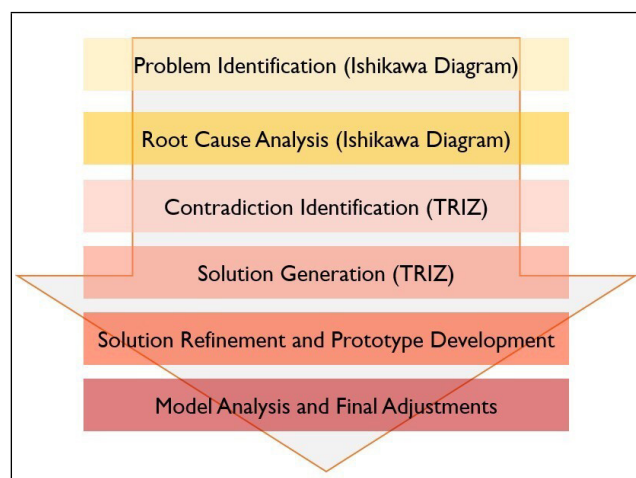 Problem Identification (Ishikawa Diagram)
Root Cause Analysis (Ishikawa Diagram)
Contradiction Identification (TRIZ)
Solution Generation (TRIZ)
Solution Refinement and Prototype Development
Model Analysis and Final Adjustments